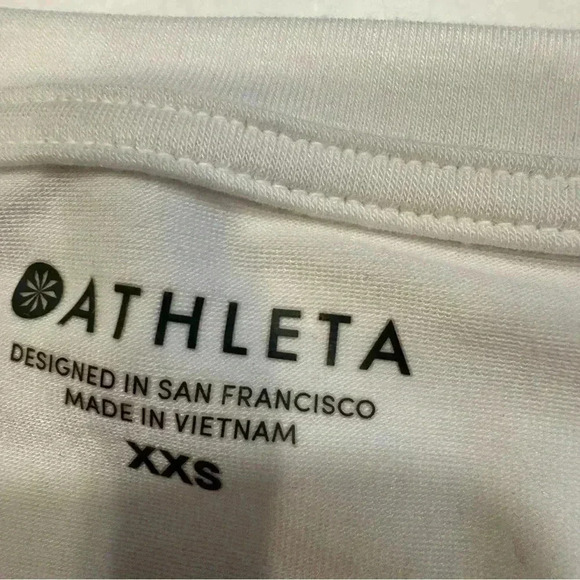 ATHLETA
DESIGNED IN SAN FRANCISCO
MADE IN VIETNAM
XXS